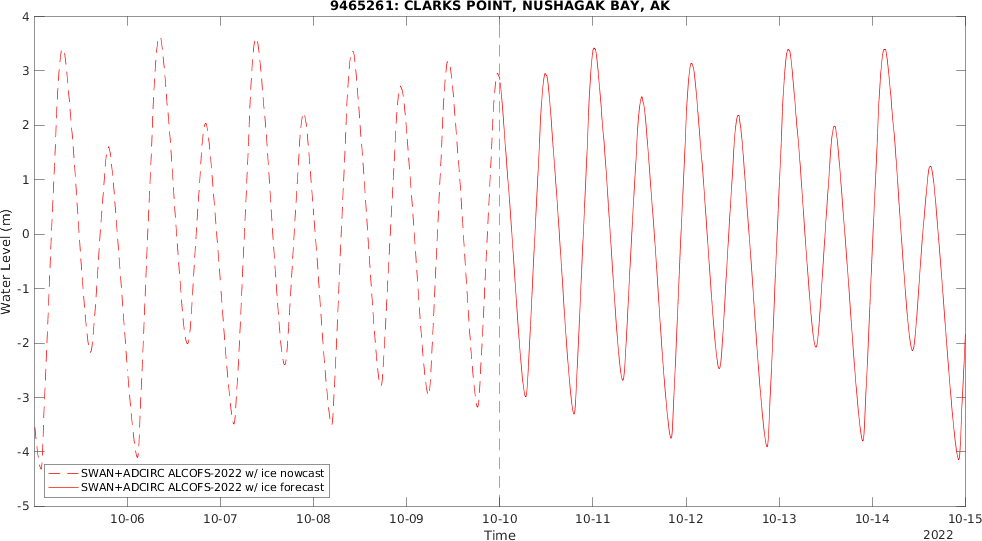 9465261: CLARKS POINT, NUSHAGAK BAY, AK
Water Level (m)
4
3
2
1
0
-1
-2
-3
-4
-5
SWAN+ADCIRC ALCOFS-2022 w/ ice nowcast
SWAN+ADCIRC ALCOFS-2022 w/ ice forecast
10-06 10-07 10-08 10-09 10-10 10-11 10-12 10-13 10-14 10-15
Time
2022